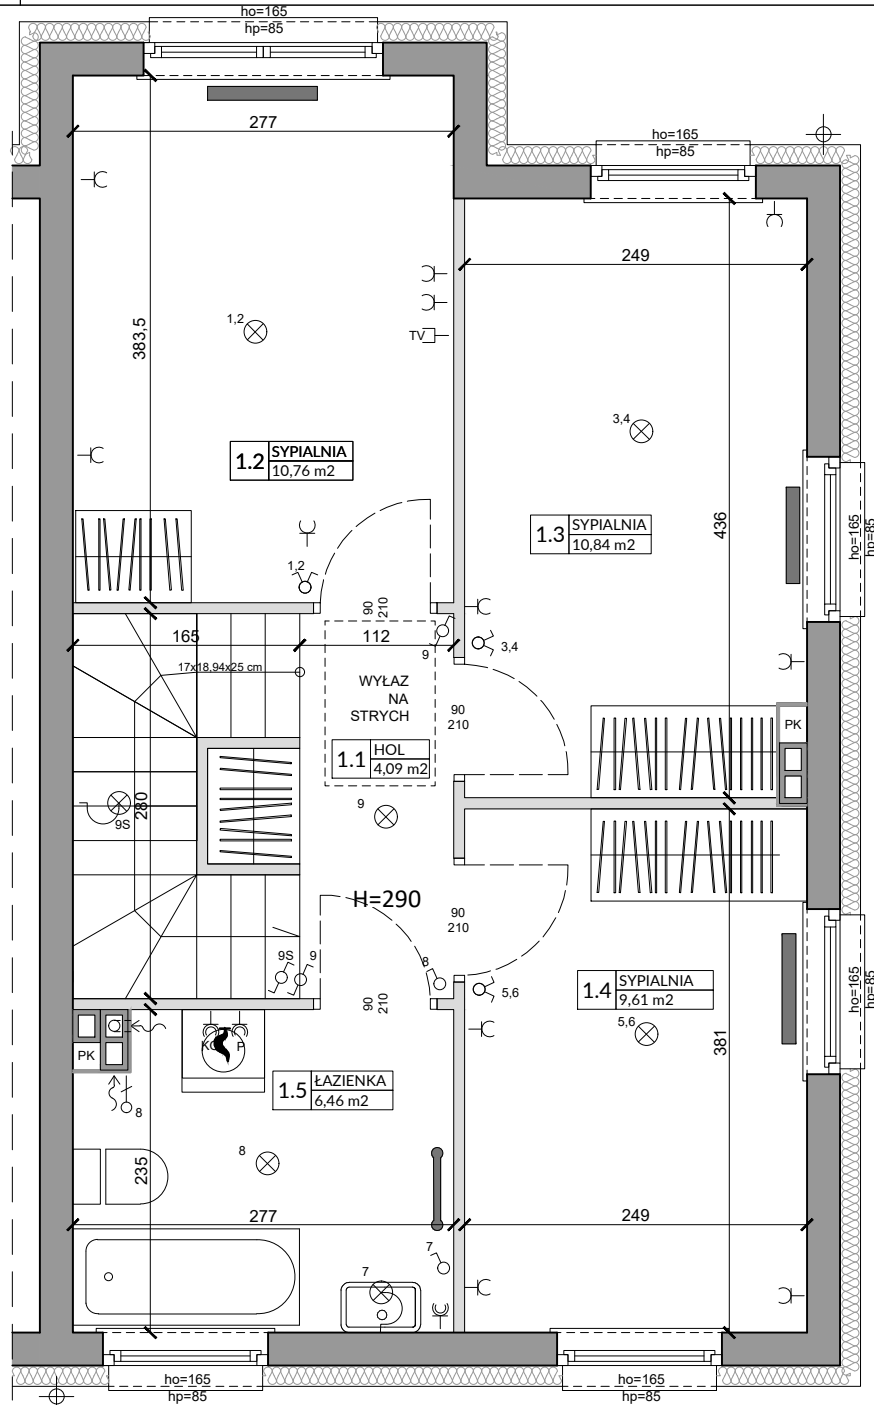 ho=165
hp=85
277
ho=165
hp=85
249
383,5
1,2
TV
3,4
1.2 SYPIALNIA
10,76 m2
1.3 SYPIALNIA
10,84 m2
436
ho=165
hp=85
1,2
90
210
165
112
9
3,4
17x18,94x25 cm
WYŁAZ
NA
STRYCH
90
210
PK
1.1 HOL
4,09 m2
280
9S
9
H=290
90
210
9S
9
8
5,6
1.4 SYPIALNIA
9,61 m2
ho=165
hp=85
90
210
5,6
381
PK
KG
P
1.5 ŁAZIENKA
6,46 m2
8
8
235
277
249
7
7
ho=165
hp=85
ho=165
hp=85